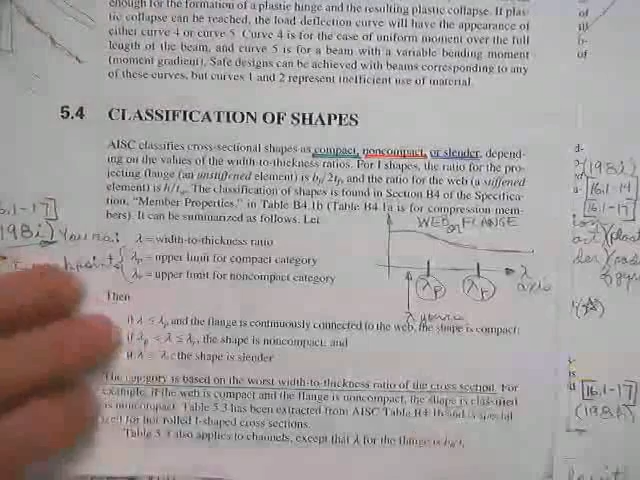 enough for the formation of a plastic hinge and the resulting plastic collapse. If plas-
tic collapse can be reached, the load deflection curve will have the appearance of
either curve 4 or curve 5. Curve 4 is for the case of uniform moment over the full
length of the beam, and curve 5 is for a beam with a variable bending moment
(moment gradient). Safe designs can be achieved with beams corresponding to any
of these curves, but curves 1 and 2 represent inefficient use of material.
5.4 CLASSIFICATION OF SHAPES
AISC classifies cross-sectional shapes as compact, noncompact, or slender, depend-
ing on the values of the width-to-thickness ratios. For I shapes, the ratio for the pro-
jecting flange (an unstiffened element) is bf/2tf, and the ratio for the web (a stiffened
element) is h/tw. The classification of shapes is found in Section B4 of the Specifica-
tion, "Member Properties," in Table B4.1b (Table B4.1a is for compression mem-
bers). It can be summarized as follows. Let
λ = width-to-thickness ratio
λp = upper limit for compact category
λr = upper limit for noncompact category
WEB or FLANGE
λp λr λ
axis
λ yours
Then
if λ ≤ λp and the flange is continuously connected to the web, the shape is compact;
if λp < λ ≤ λr, the shape is noncompact; and
if λ > λr, the shape is slender
The category is based on the worst width-to-thickness ratio of the cross section. For
example, if the web is compact and the flange is noncompact, the shape is classified
as noncompact. Table 5.3 has been extracted from AISC Table B4.1b and is special
for hot rolled I-shaped cross sections.
Table 5.3 also applies to channels, except that λ for the flange is bf/tf.
6.1-17]
198i)
(198i)
16.1-14
[16.1-17]
[16.1-17]
(198i)